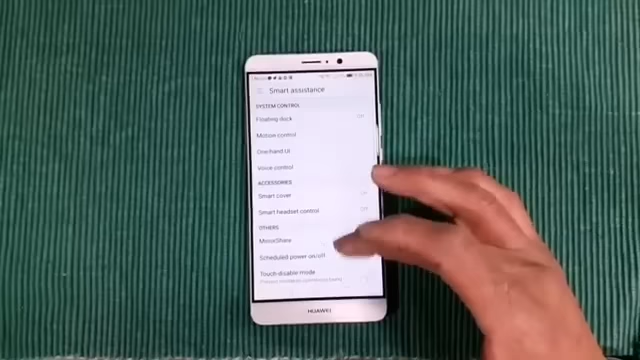 Smart assistance
SYSTEM CONTROL
Floating dock
Motion control
One-hand UI
Voice control
ACCESSORIES
Smart cover
Smart headset control
OTHERS
MirrorShare
Scheduled power on/off
Touch-disable mode
HUAWEI